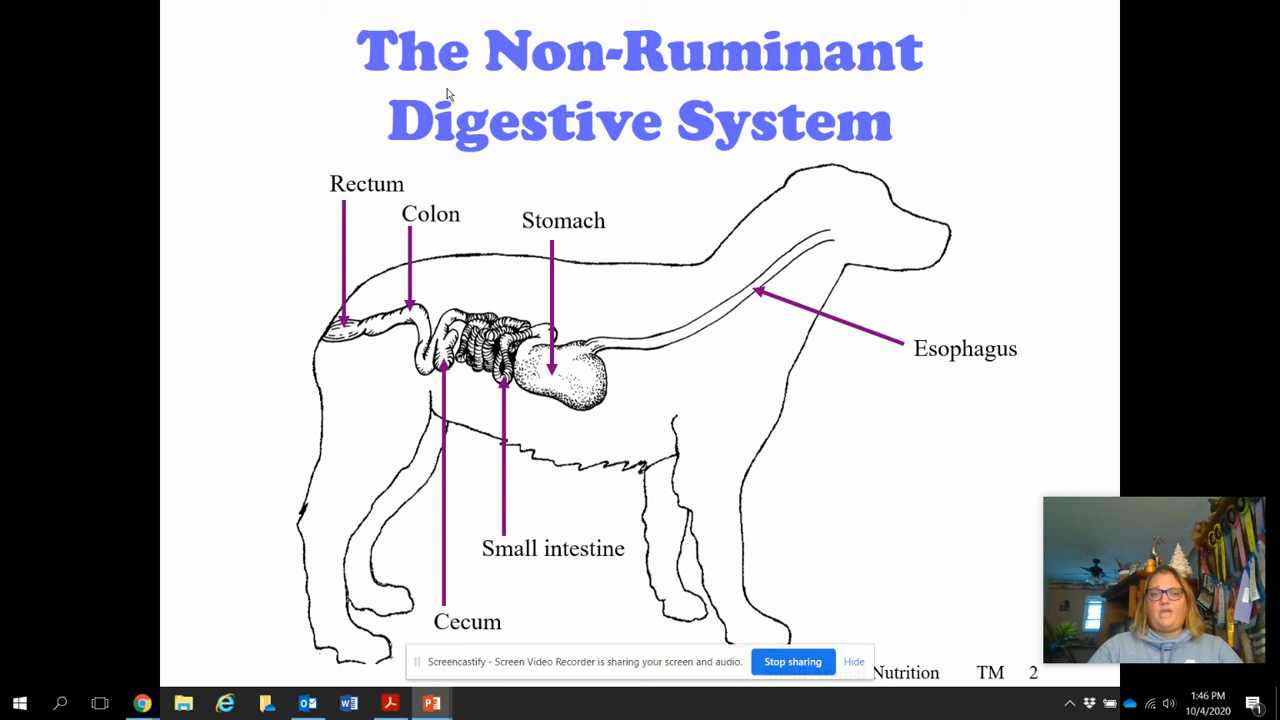 The Non-Ruminant
Digestive System
Rectum
Colon
Stomach
Esophagus
Small intestine
Cecum
Screencastify - Screen Video Recorder is sharing your screen and audio.
Stop sharing
Hide
Nutrition
TM
2
1:46 PM
10/4/2020
1